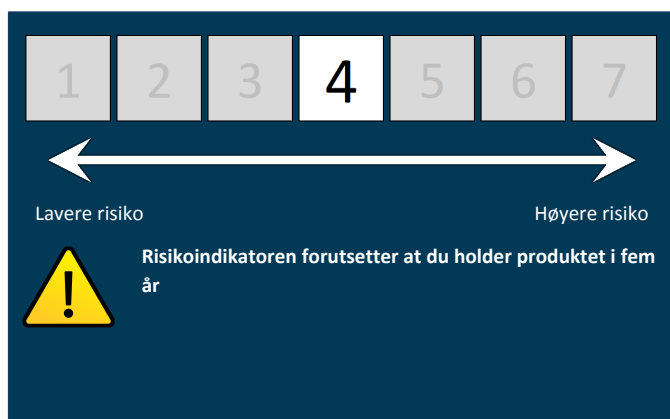 1 2 3 4 5 6 7
Lavere risiko Høyere risiko
Risikoindikatoren forutsetter at du holder produktet i fem
år